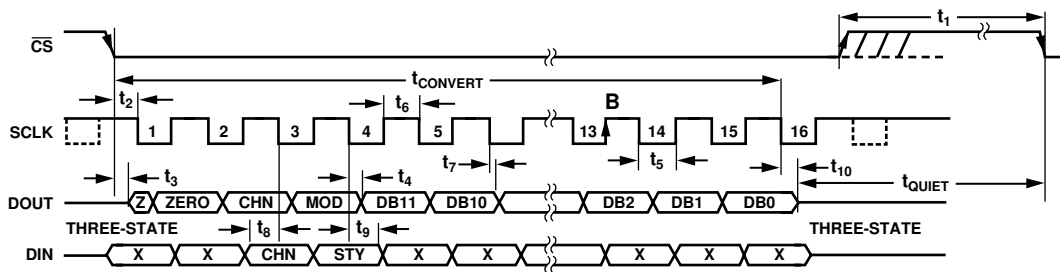 t1
CS
tCONVERT
t2
t6
B
SCLK
1 2 3 4 5 13 14 15 16
t7
t5
t10
t3
t4
tQUIET
DOUT
Z ZERO CHN MOD DB11 DB10 DB2 DB1 DB0
THREE-STATE
t8
t9
THREE-STATE
DIN
X X CHN STY X X X X X